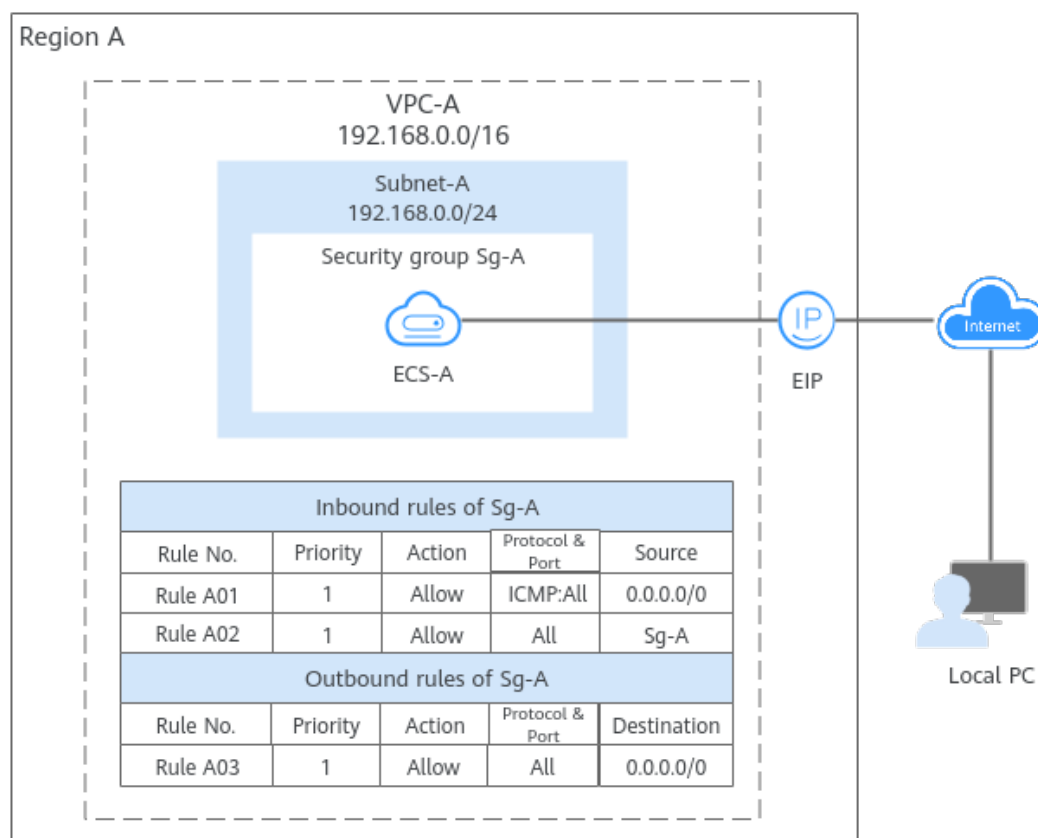 Region A
VPC-A
192.168.0.0/16
Subnet-A
192.168.0.0/24
Security group Sg-A
ECS-A
IP
EIP
Internet
Local PC
Inbound rules of Sg-A
Rule No. Priority Action Protocol & Port Source
Rule A01 1 Allow ICMP:All 0.0.0.0/0
Rule A02 1 Allow All Sg-A
Outbound rules of Sg-A
Rule No. Priority Action Protocol & Port Destination
Rule A03 1 Allow All 0.0.0.0/0